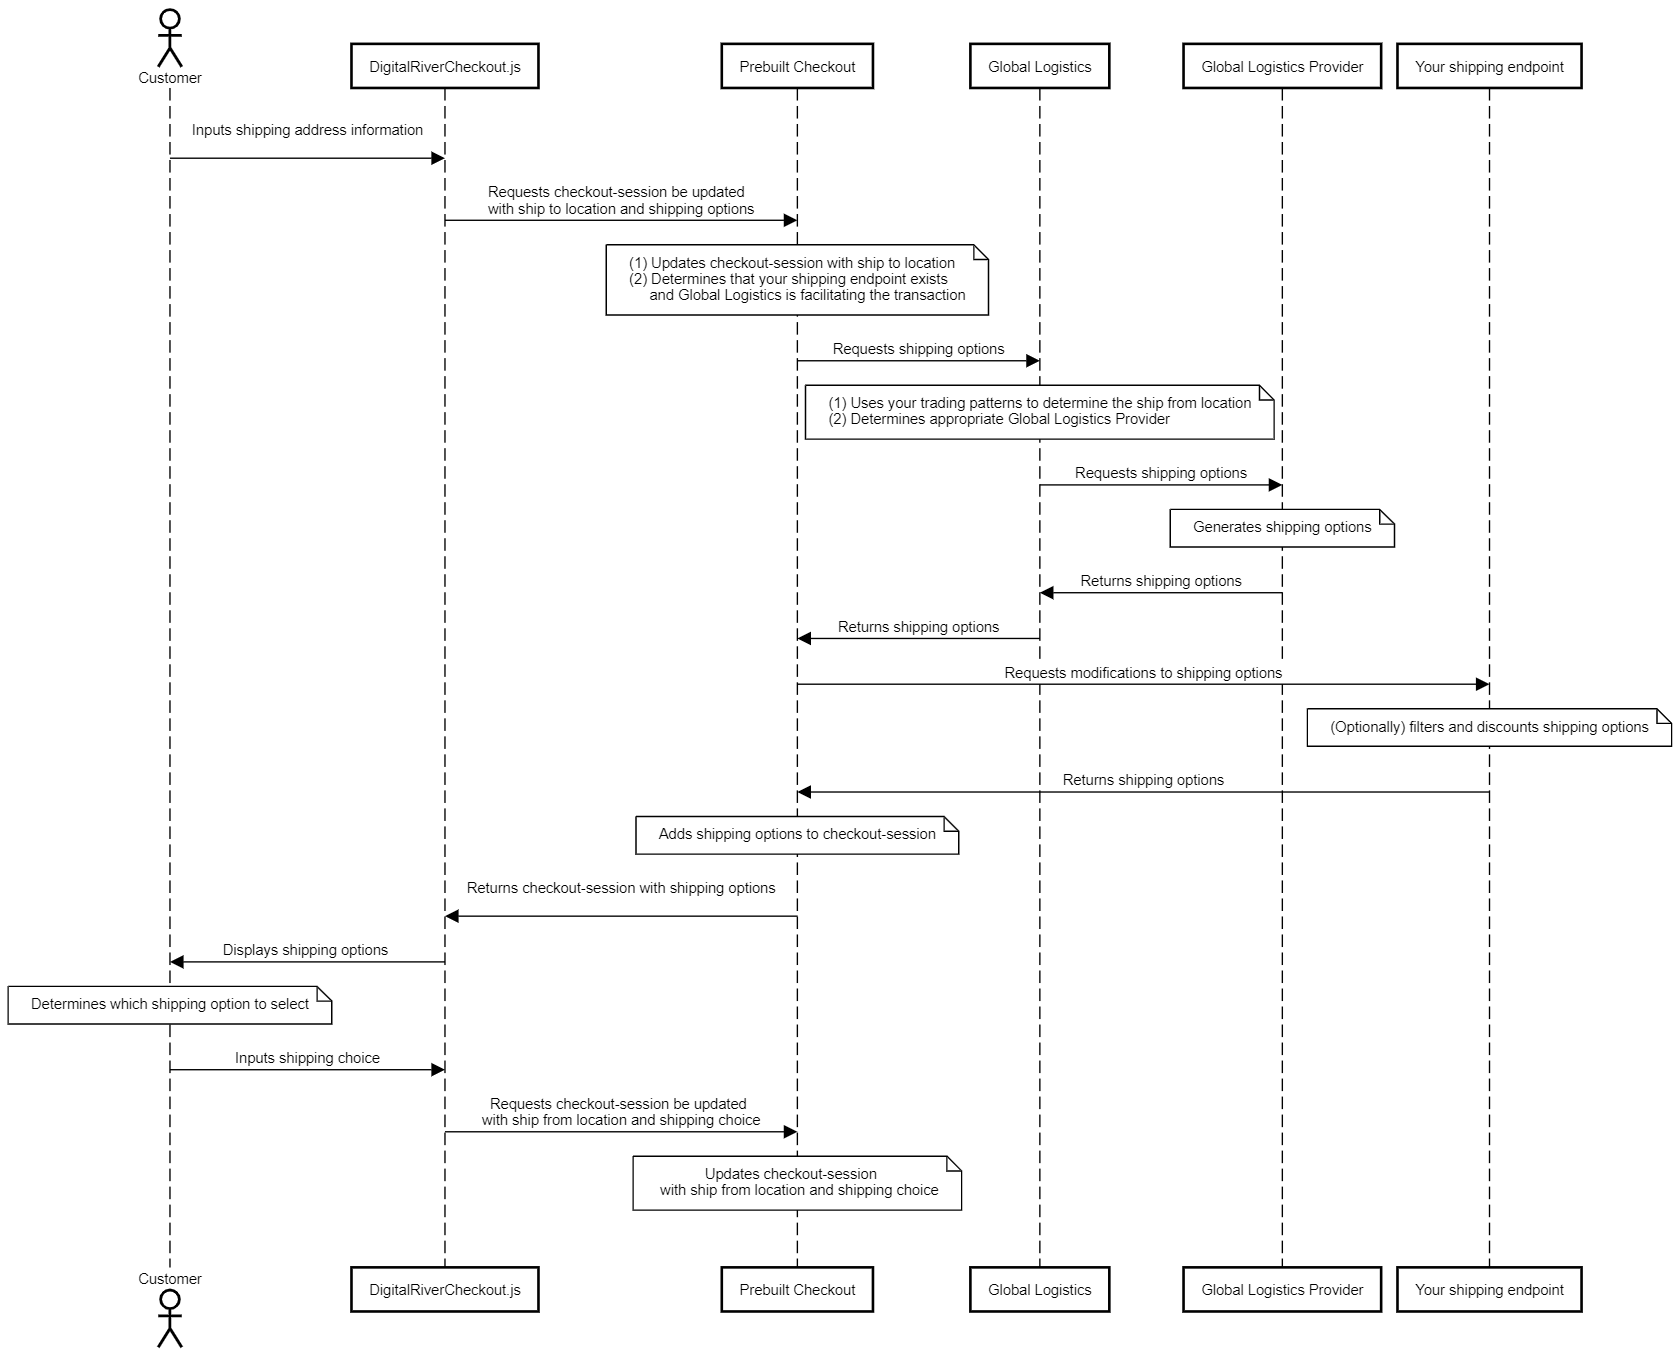 Customer
DigitalRiverCheckout.js
Prebuilt Checkout
Global Logistics
Global Logistics Provider
Your shipping endpoint
Inputs shipping address information
Requests checkout-session be updated
with ship to location and shipping options
(1) Updates checkout-session with ship to location
(2) Determines that your shipping endpoint exists
and Global Logistics is facilitating the transaction
Requests shipping options
(1) Uses your trading patterns to determine the ship from location
(2) Determines appropriate Global Logistics Provider
Requests shipping options
Generates shipping options
Returns shipping options
Returns shipping options
Requests modifications to shipping options
(Optionally) filters and discounts shipping options
Returns shipping options
Adds shipping options to checkout-session
Returns checkout-session with shipping options
Displays shipping options
Determines which shipping option to select
Inputs shipping choice
Requests checkout-session be updated
with ship from location and shipping choice
Updates checkout-session
with ship from location and shipping choice
Customer
DigitalRiverCheckout.js
Prebuilt Checkout
Global Logistics
Global Logistics Provider
Your shipping endpoint